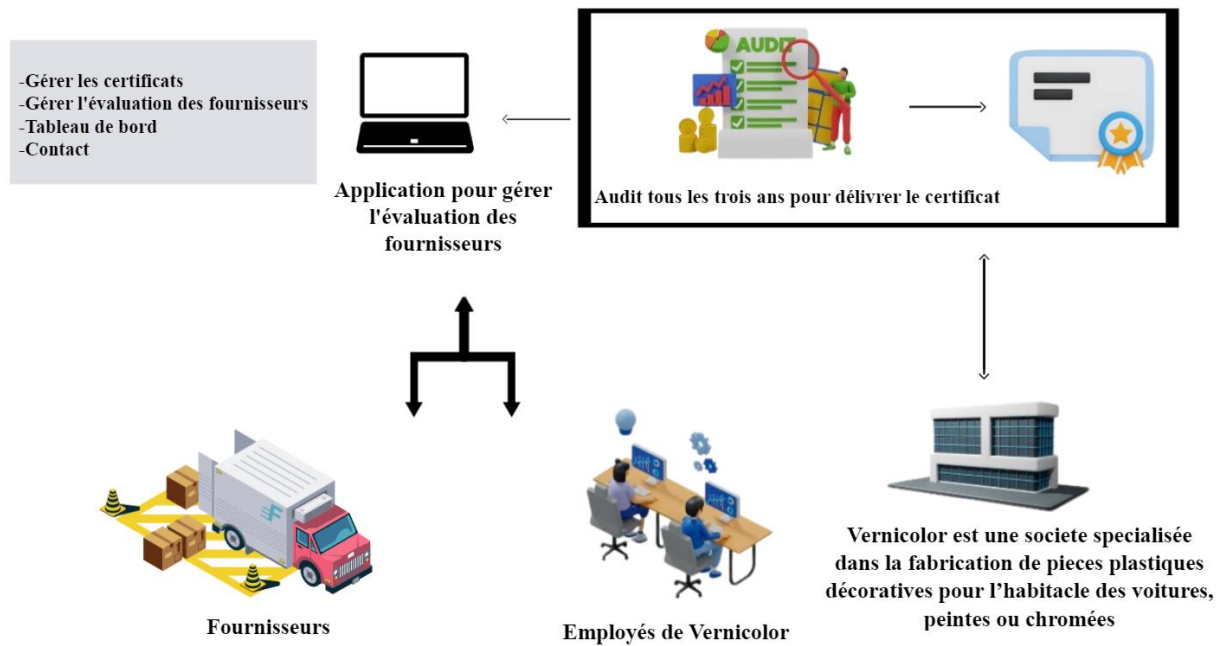 -Gérer les certificats
-Gérer l'évaluation des fournisseurs
-Tableau de bord
-Contact
Application pour gérer
l'évaluation des
fournisseurs
AUDIT
Audit tous les trois ans pour délivrer le certificat
F
Fournisseurs
Employés de Vernicolor
Vernicolor est une societe specialisée
dans la fabrication de pieces plastiques
décoratives pour l’habitacle des voitures,
peintes ou chromées